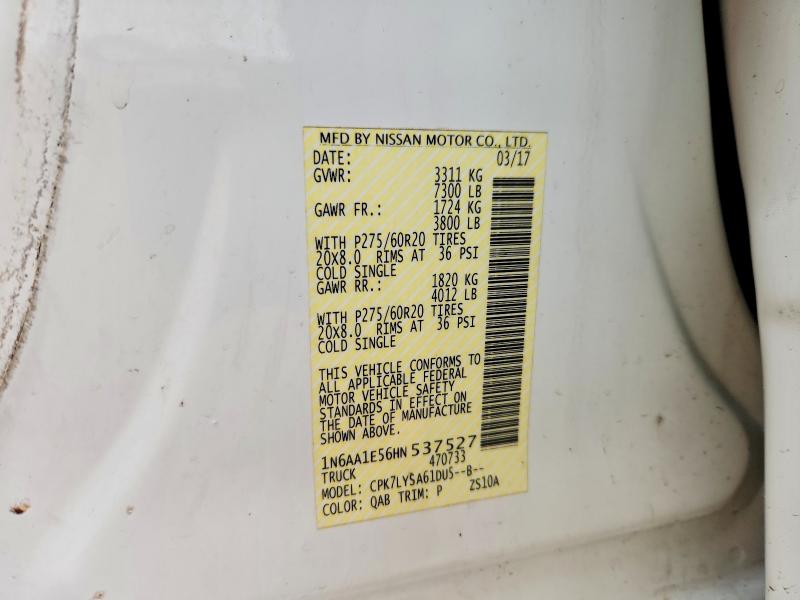 MFD BY NISSAN MOTOR CO., LTD.
DATE: 03/17
GVWR: 3311 KG
7300 LB
GAWR FR.: 1724 KG
3800 LB
WITH P275/60R20 TIRES
20x8.0 RIMS AT 36 PSI
COLD SINGLE
GAWR RR.: 1820 KG
4012 LB
WITH P275/60R20 TIRES
20x8.0 RIMS AT 36 PSI
COLD SINGLE
THIS VEHICLE CONFORMS TO
ALL APPLICABLE FEDERAL
MOTOR VEHICLE SAFETY
STANDARDS IN EFFECT ON
THE DATE OF MANUFACTURE
SHOWN ABOVE.
1N6AA1E56HN 537527
TRUCK 470733
MODEL: CPK7LYSA61DUS--B--
COLOR: QAB TRIM: P ZS10A